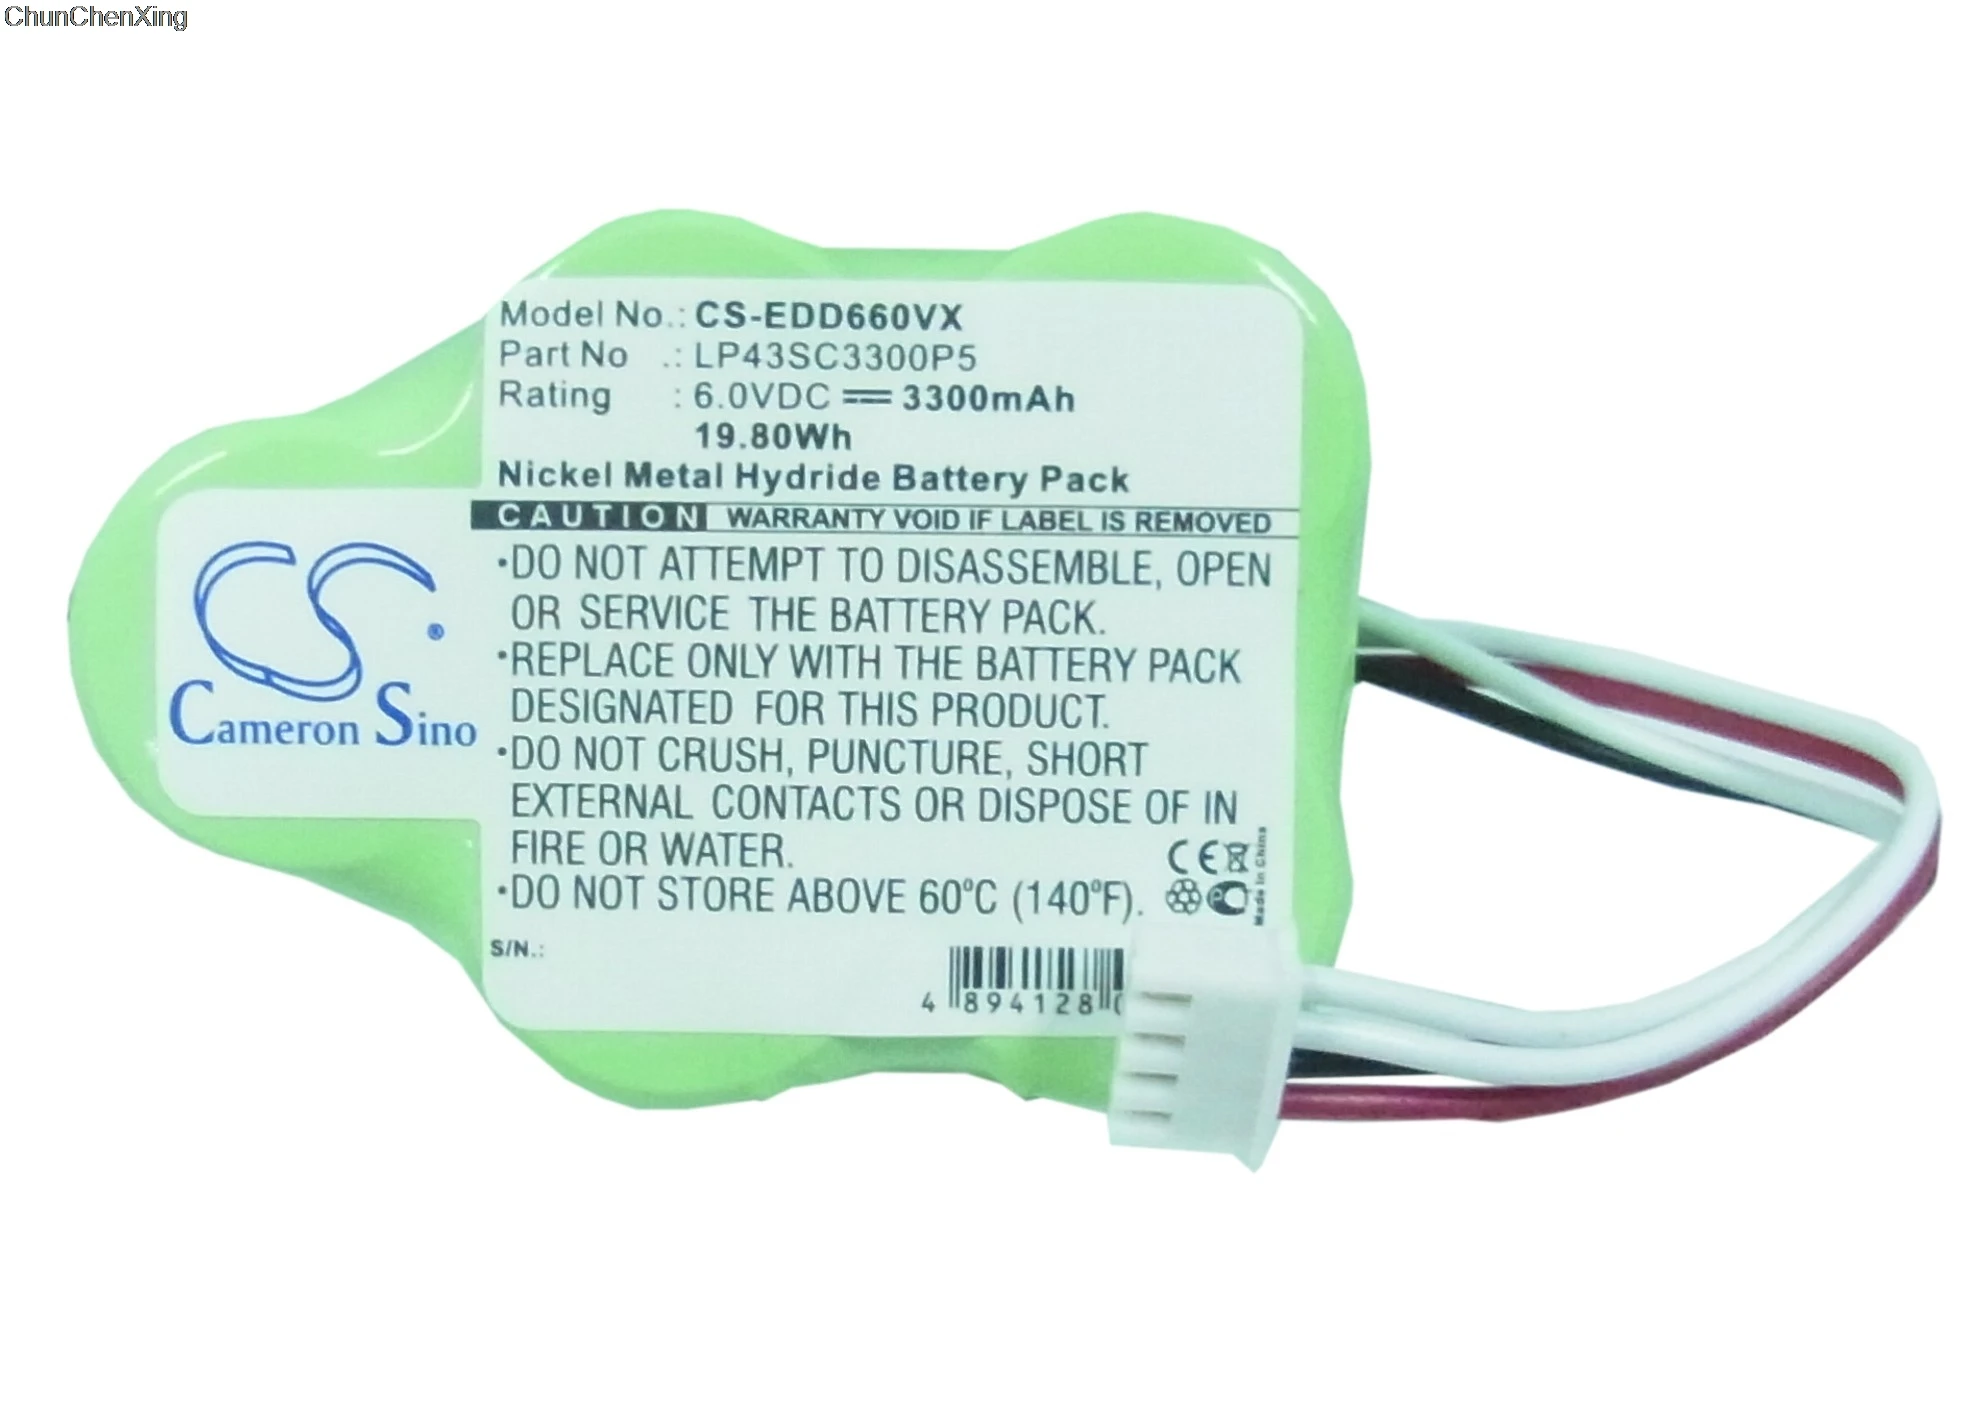 ChunChenXing
Model No.: CS-EDD660VX
Part No .: LP43SC3300P5
Rating : 6.0VDC 3300mAh
19.80Wh
Nickel Metal Hydride Battery Pack
CAUTION WARRANTY VOID IF LABEL IS REMOVED
•DO NOT ATTEMPT TO DISASSEMBLE, OPEN
OR SERVICE THE BATTERY PACK.
•REPLACE ONLY WITH THE BATTERY PACK
DESIGNATED FOR THIS PRODUCT.
•DO NOT CRUSH, PUNCTURE, SHORT
EXTERNAL CONTACTS OR DISPOSE OF IN
FIRE OR WATER.
•DO NOT STORE ABOVE 60°C (140°F).
CS ®
Cameron Sino
CE
Made in China
S/N.:
4 894128